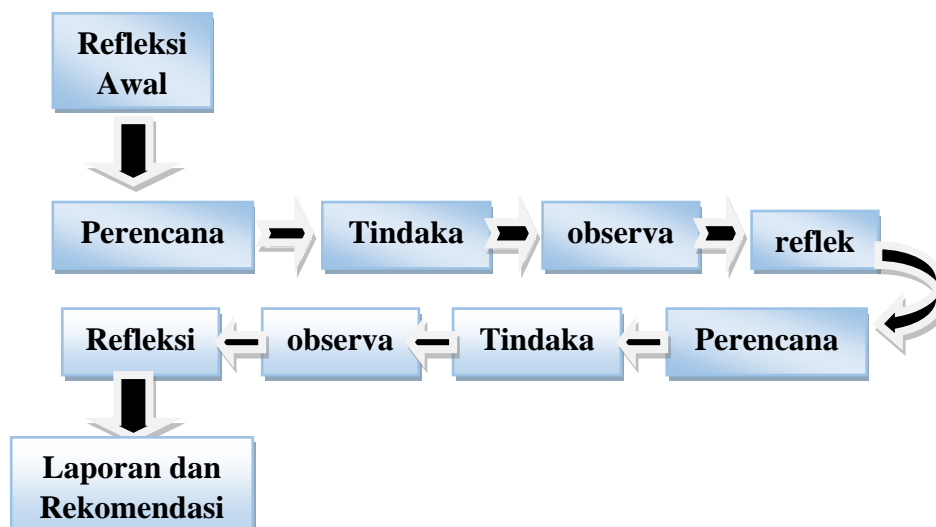 Refleksi
Awal
Perencana
Tindaka
observa
reflek
Perencana
Tindaka
observa
Refleksi
Laporan dan
Rekomendasi